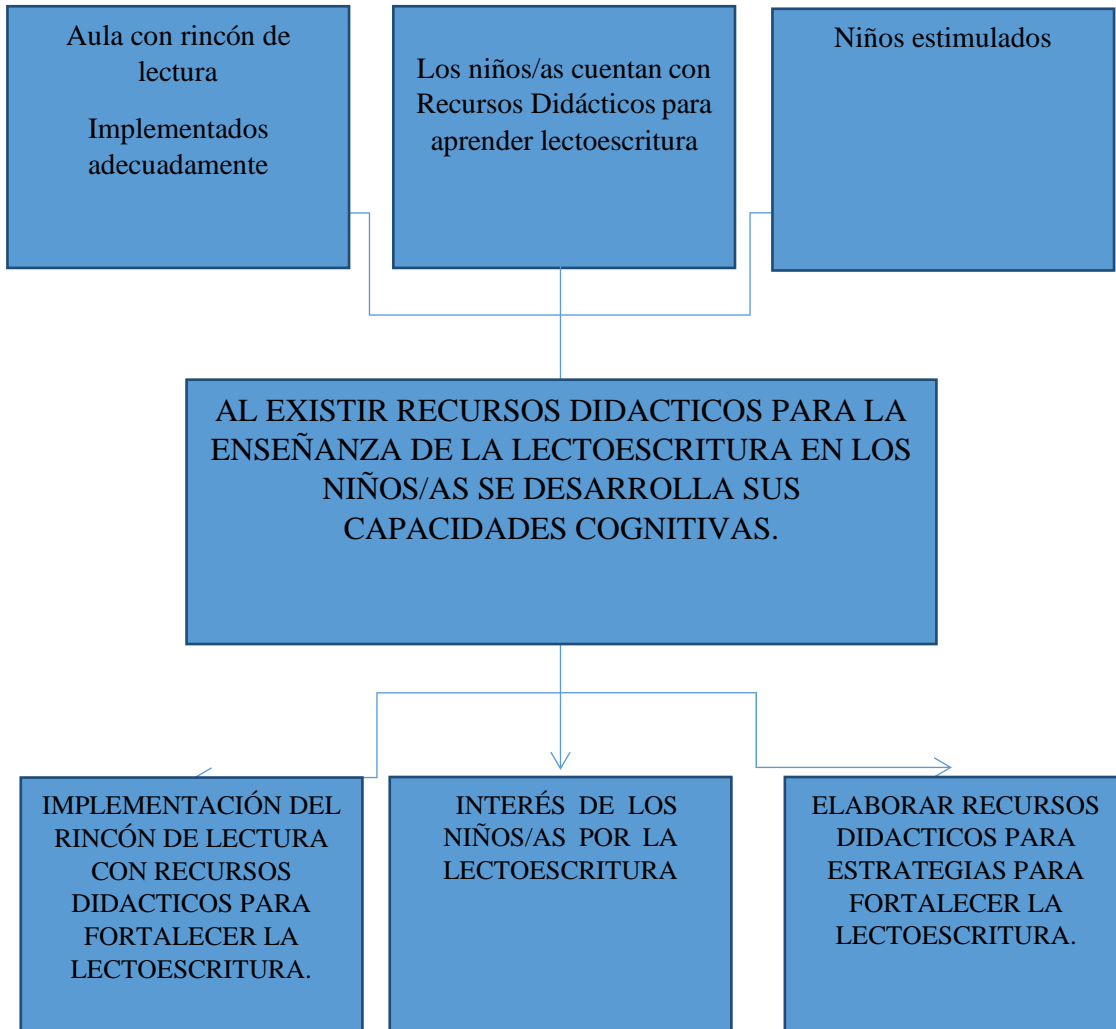 Aula con rincón de
lectura
Implementados
adecuadamente
Los niños/as cuentan con
Recursos Didácticos para
aprender lectoescritura
Niños estimulados
AL EXISTIR RECURSOS DIDACTICOS PARA LA
ENSEÑANZA DE LA LECTOESCRITURA EN LOS
NIÑOS/AS SE DESARROLLA SUS
CAPACIDADES COGNITIVAS.
IMPLEMENTACIÓN DEL
RINCÓN DE LECTURA
CON RECURSOS
DIDACTICOS PARA
FORTALECER LA
LECTOESCRITURA.
INTERÉS DE LOS
NIÑOS/AS POR LA
LECTOESCRITURA
ELABORAR RECURSOS
DIDACTICOS PARA
ESTRATEGIAS PARA
FORTALECER LA
LECTOESCRITURA.